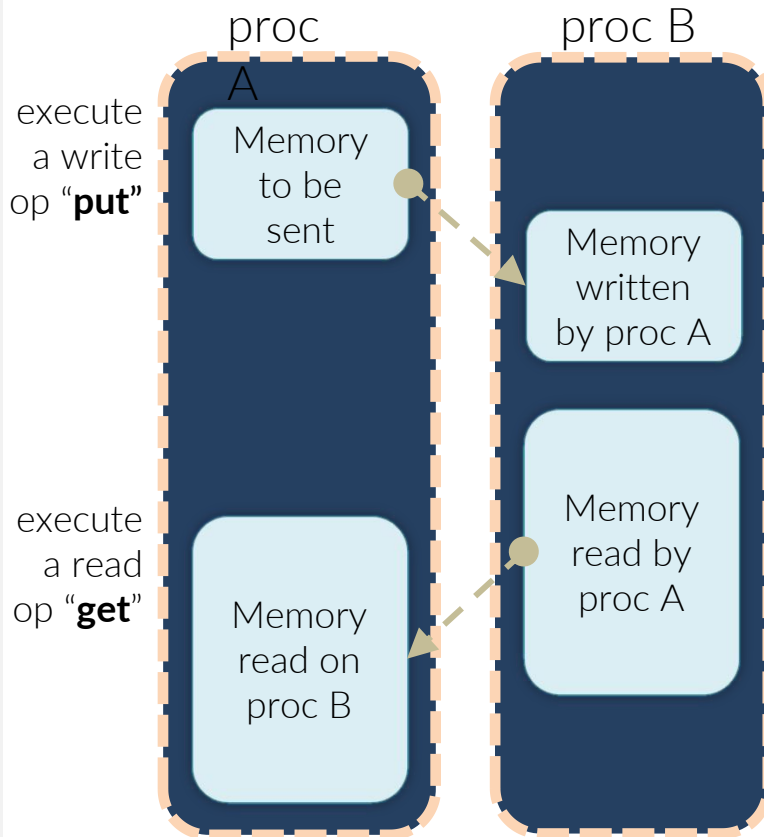 proc
A
proc B
execute
a write
op “put”
Memory
to be
sent
Memory
written
by proc A
execute
a read
op “get”
Memory
read on
proc B
Memory
read by
proc A